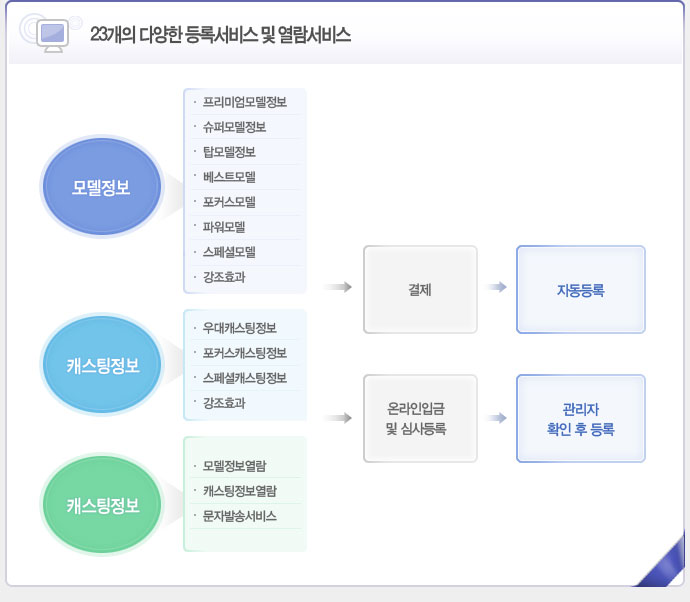 23개의 다양한 등록서비스 및 열람서비스
모델정보
· 프리미엄모델정보
· 슈퍼모델정보
· 탑모델정보
· 베스트모델
· 포커스모델
· 파워모델
· 스페셜모델
· 강조효과
캐스팅정보
· 우대캐스팅정보
· 포커스캐스팅정보
· 스페셜캐스팅정보
· 강조효과
캐스팅정보
· 모델정보열람
· 캐스팅정보열람
· 문자발송서비스
결제
자동등록
온라인입금
및 심사등록
관리자
확인 후 등록